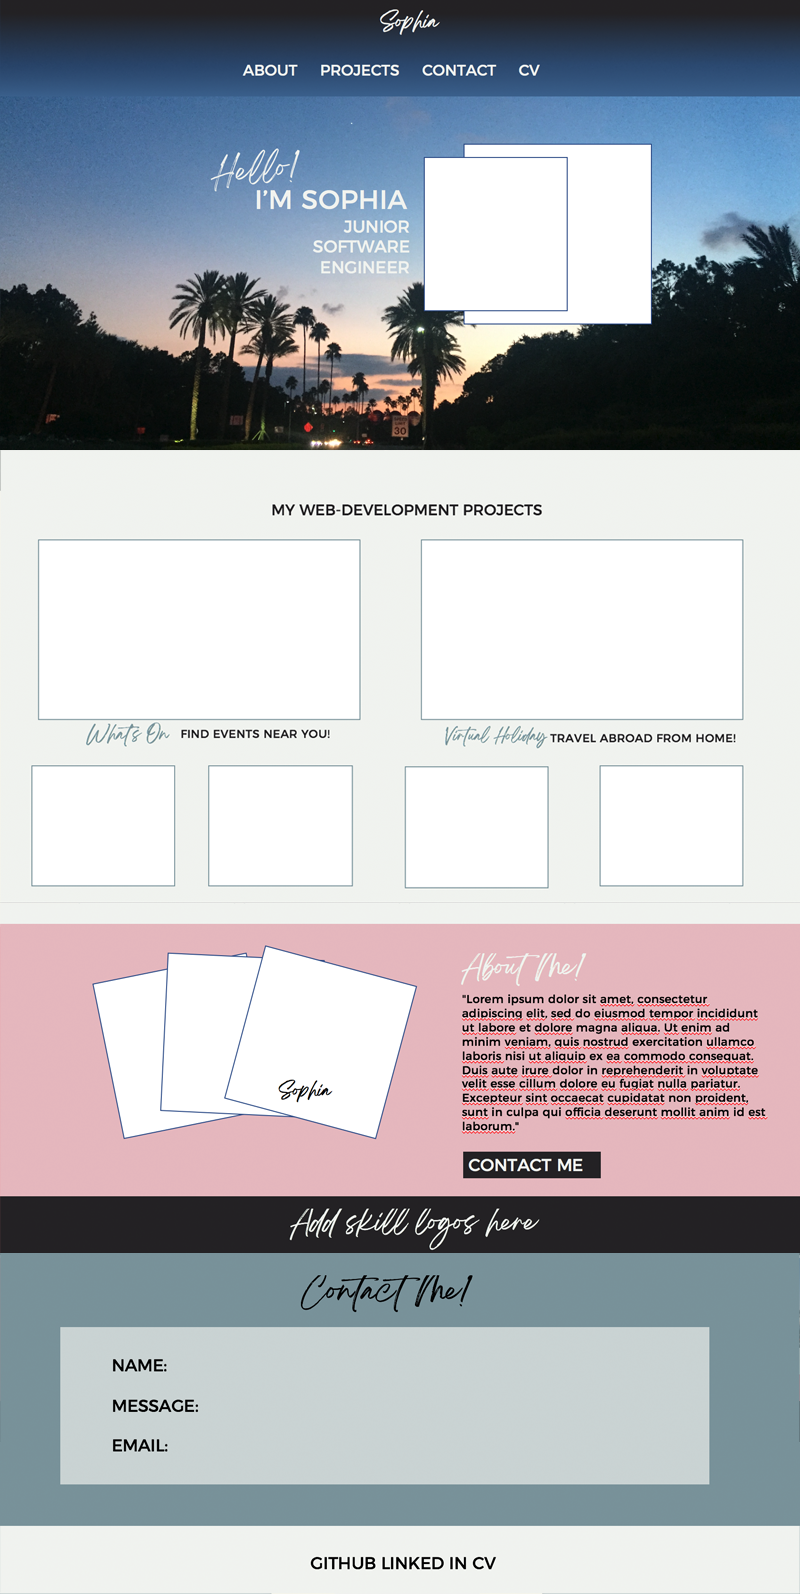 Sophia
ABOUT PROJECTS CONTACT CV
Hello!
I'M SOPHIA
JUNIOR
SOFTWARE
ENGINEER
30
MY WEB-DEVELOPMENT PROJECTS
What's On FIND EVENTS NEAR YOU!
Virtual Holiday TRAVEL ABROAD FROM HOME!
About Me!
"Lorem ipsum dolor sit amet, consectetur
adipiscing elit, sed do eiusmod tempor incididunt
ut labore et dolore magna aliqua. Ut enim ad
minim veniam, quis nostrud exercitation ullamco
laboris nisi ut aliquip ex ea commodo consequat.
Duis aute irure dolor in reprehenderit in voluptate
velit esse cillum dolore eu fugiat nulla pariatur.
Excepteur sint occaecat cupidatat non proident,
sunt in culpa qui officia deserunt mollit anim id est
laborum."
Sophia
CONTACT ME
Add skill logos here
Contact Me!
NAME:
MESSAGE:
EMAIL:
GITHUB LINKED IN CV